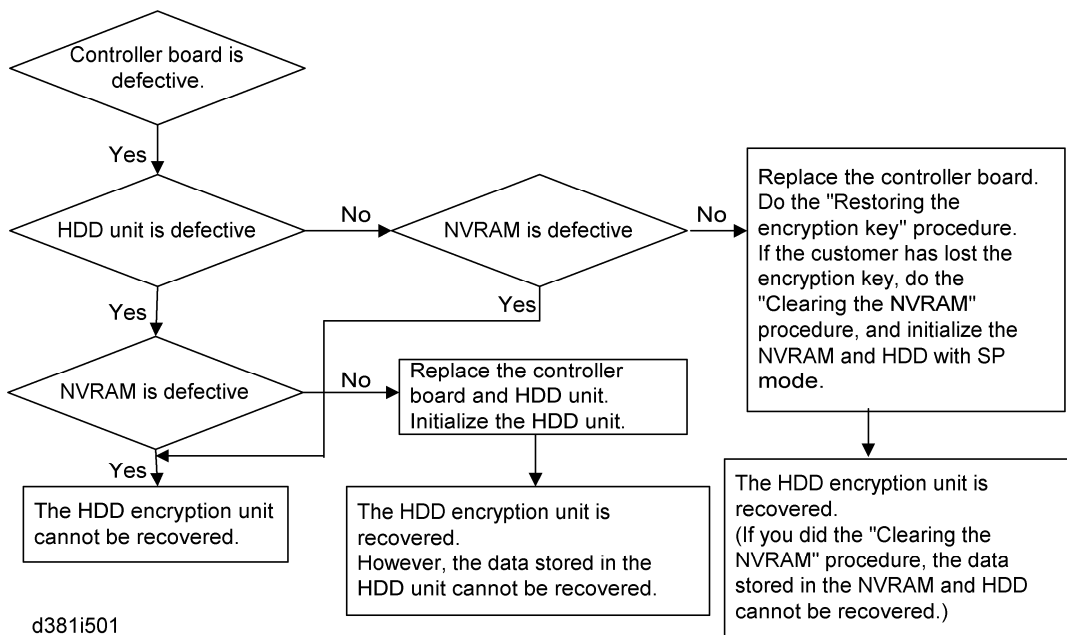 Controller board is
defective.
Yes
HDD unit is defective
No
NVRAM is defective
No
Replace the controller board.
Do the "Restoring the
encryption key" procedure.
If the customer has lost the
encryption key, do the
"Clearing the NVRAM"
procedure, and initialize the
NVRAM and HDD with SP
mode.
Yes
Yes
NVRAM is defective
No
Replace the controller
board and HDD unit.
Initialize the HDD unit.
Yes
The HDD encryption unit
cannot be recovered.
The HDD encryption unit is
recovered.
However, the data stored in the
HDD unit cannot be recovered.
The HDD encryption unit is
recovered.
(If you did the "Clearing the
NVRAM" procedure, the data
stored in the NVRAM and HDD
cannot be recovered.)
d381i501